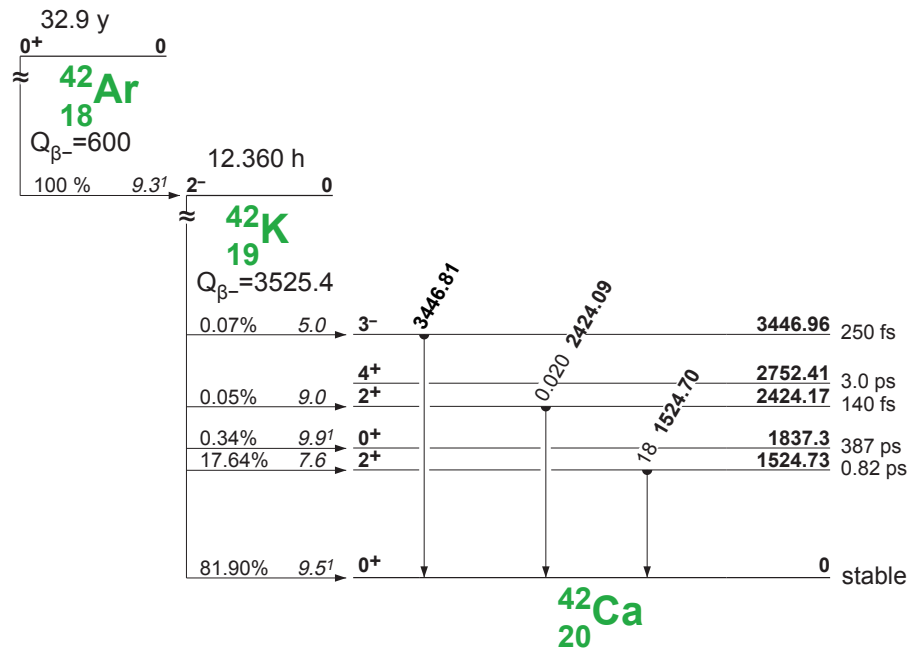 32.9 y
0+ 0
42
18 Ar
Qβ−=600
100 % 9.3¹
12.360 h
2− 0
42
19 K
Qβ−=3525.4
3446.81
0.07% 5.0 3− 3446.96 250 fs
0.020 2424.09
4+ 2752.41 3.0 ps
0.05% 9.0 2+ 2424.17 140 fs
18 1524.70
0.34% 9.9¹ 0+ 1837.3 387 ps
17.64% 7.6 2+ 1524.73 0.82 ps
81.90% 9.5¹ 0+ 0 stable
42
20 Ca